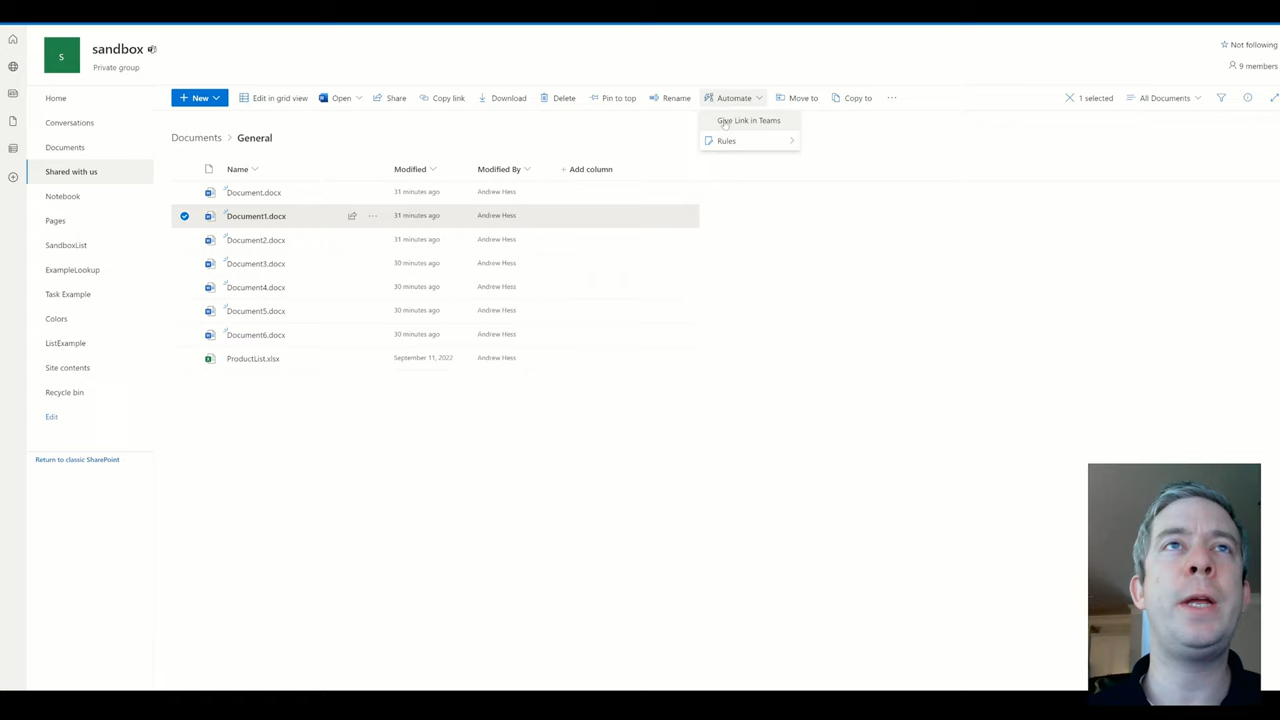 S
sandbox
Private group
Not following
9 members
Home
Conversations
Documents
Shared with us
Notebook
Pages
SandboxList
ExampleLookup
Task Example
Colors
ListExample
Site contents
Recycle bin
Edit
Return to classic SharePoint
New
Edit in grid view
Open
Share
Copy link
Download
Delete
Pin to top
Rename
Automate
Move to
Copy to
1 selected
All Documents
Give Link in Teams
Rules
Documents > General
Name Modified Modified By + Add column
Document.docx 31 minutes ago Andrew Hess
Document1.docx 31 minutes ago Andrew Hess
Document2.docx 31 minutes ago Andrew Hess
Document3.docx 30 minutes ago Andrew Hess
Document4.docx 30 minutes ago Andrew Hess
Document5.docx 30 minutes ago Andrew Hess
Document6.docx 30 minutes ago Andrew Hess
ProductList.xlsx September 11, 2022 Andrew Hess